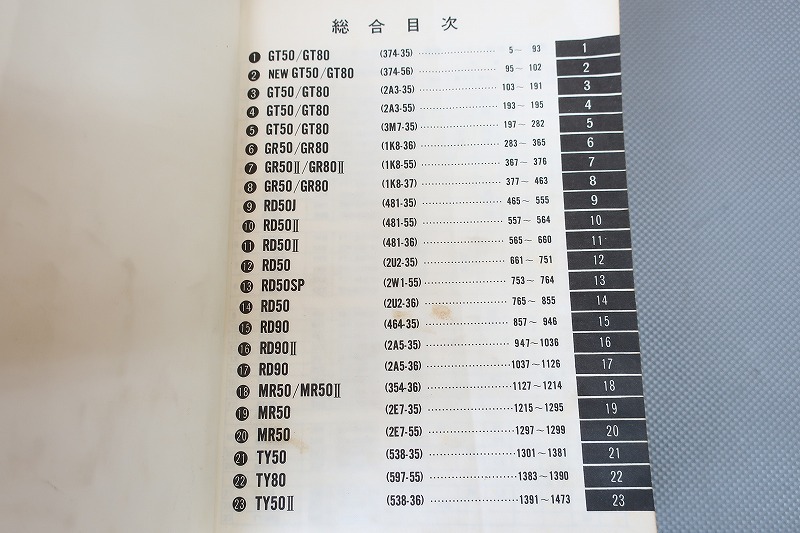 総合目次
❶ GT50/GT80 (374-35) 5～ 93 1
❷ NEW GT50/GT80 (374-56) 95～ 102 2
❸ GT50/GT80 (2A3-35) 103～ 191 3
❹ GT50/GT80 (2A3-55) 193～ 195 4
❺ GT50/GT80 (3M7-35) 197～ 282 5
❻ GR50/GR80 (1K8-36) 283～ 365 6
❼ GR50Ⅱ/GR80Ⅱ (1K8-55) 367～ 376 7
❽ GR50/GR80 (1K8-37) 377～ 463 8
❾ RD50J (481-35) 465～ 555 9
❿ RD50Ⅱ (481-55) 557～ 564 10
⓫ RD50Ⅱ (481-36) 565～ 660 11
⓬ RD50 (2U2-35) 661～ 751 12
⓭ RD50SP (2W1-55) 753～ 764 13
⓮ RD50 (2U2-36) 765～ 855 14
⓯ RD90 (464-35) 857～ 946 15
⓰ RD90Ⅱ (2A5-35) 947～1036 16
⓱ RD90 (2A5-36) 1037～1126 17
⓲ MR50/MR50Ⅱ (354-36) 1127～1214 18
⓳ MR50 (2E7-35) 1215～1295 19
⓴ MR50 (2E7-55) 1297～1299 20
㉑ TY50 (538-35) 1301～1381 21
㉒ TY80 (597-55) 1383～1390 22
㉓ TY50Ⅱ (538-36) 1391～1473 23